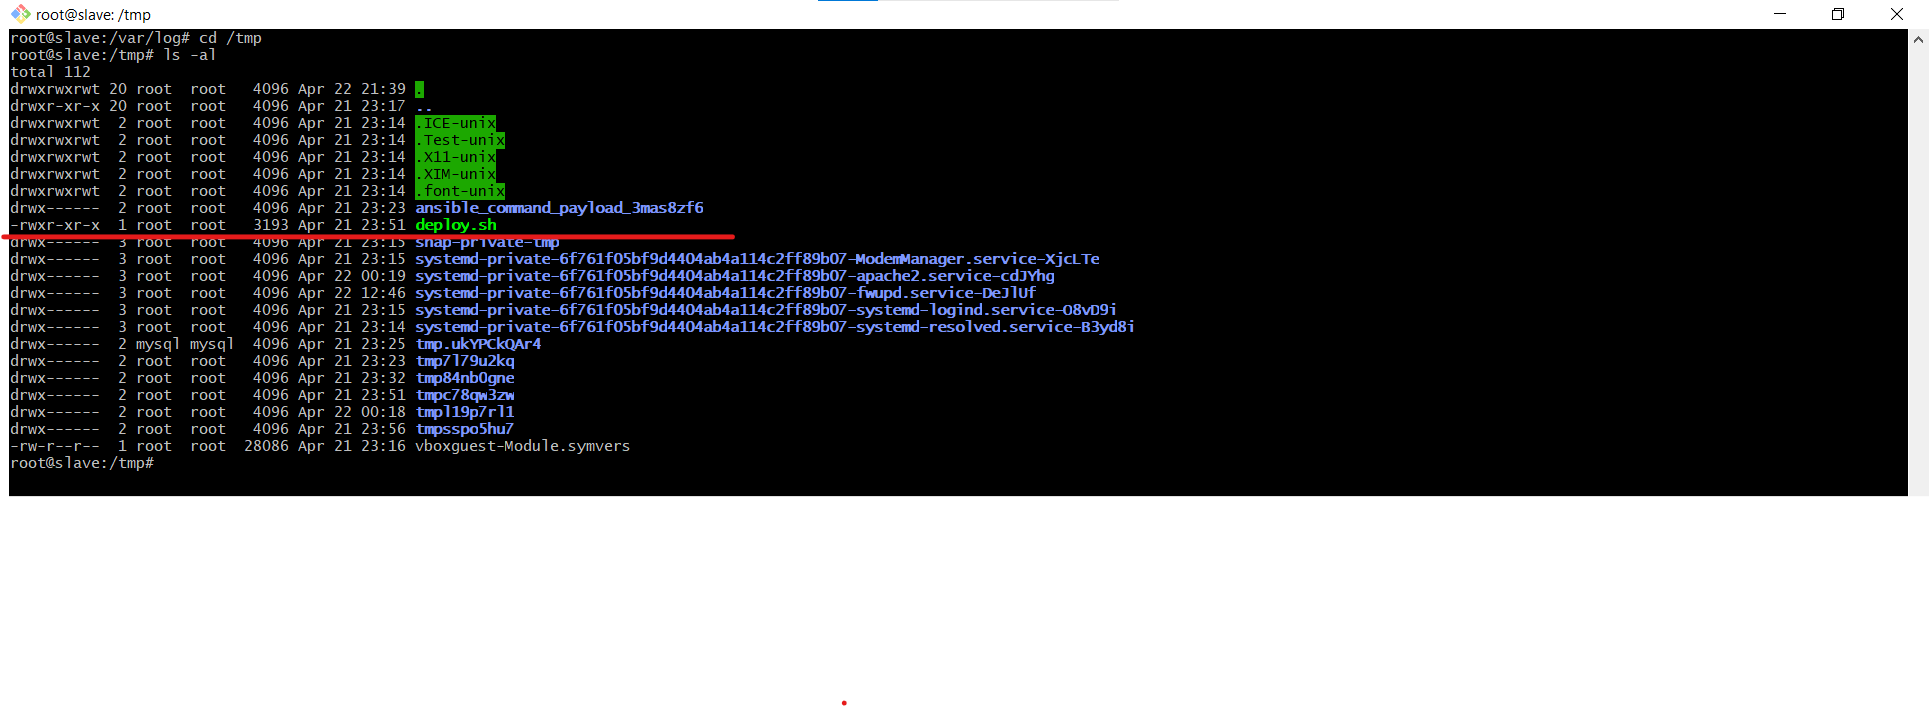 root@slave: /tmp
root@slave:/var/log# cd /tmp
root@slave:/tmp# ls -al
total 112
drwxrwxrwt 20 root  root   4096 Apr 22 21:39 .
drwxr-xr-x 20 root  root   4096 Apr 21 23:17 ..
drwxrwxrwt  2 root  root   4096 Apr 21 23:14 .ICE-unix
drwxrwxrwt  2 root  root   4096 Apr 21 23:14 .Test-unix
drwxrwxrwt  2 root  root   4096 Apr 21 23:14 .X11-unix
drwxrwxrwt  2 root  root   4096 Apr 21 23:14 .XIM-unix
drwxrwxrwt  2 root  root   4096 Apr 21 23:14 .font-unix
drwx------  2 root  root   4096 Apr 21 23:23 ansible_command_payload_3mas8zf6
-rwxr-xr-x  1 root  root   3193 Apr 21 23:51 deploy.sh
drwx------  3 root  root   4096 Apr 21 23:15 snap-private-tmp
drwx------  3 root  root   4096 Apr 21 23:15 systemd-private-6f761f05bf9d4404ab4a114c2ff89b07-ModemManager.service-XjcLTe
drwx------  3 root  root   4096 Apr 22 00:19 systemd-private-6f761f05bf9d4404ab4a114c2ff89b07-apache2.service-cdJYhg
drwx------  3 root  root   4096 Apr 22 12:46 systemd-private-6f761f05bf9d4404ab4a114c2ff89b07-fwupd.service-DeJlUf
drwx------  3 root  root   4096 Apr 21 23:15 systemd-private-6f761f05bf9d4404ab4a114c2ff89b07-systemd-logind.service-O8vD9i
drwx------  3 root  root   4096 Apr 21 23:14 systemd-private-6f761f05bf9d4404ab4a114c2ff89b07-systemd-resolved.service-B3yd8i
drwx------  2 mysql mysql  4096 Apr 21 23:25 tmp.ukYPCkQAr4
drwx------  2 root  root   4096 Apr 21 23:23 tmp7l79u2kq
drwx------  2 root  root   4096 Apr 21 23:32 tmp84nb0gne
drwx------  2 root  root   4096 Apr 21 23:51 tmpc78qw3zw
drwx------  2 root  root   4096 Apr 22 00:18 tmpl19p7rl1
drwx------  2 root  root   4096 Apr 21 23:56 tmpsspo5hu7
-rw-r--r--  1 root  root  28086 Apr 21 23:16 vboxguest-Module.symvers
root@slave:/tmp#